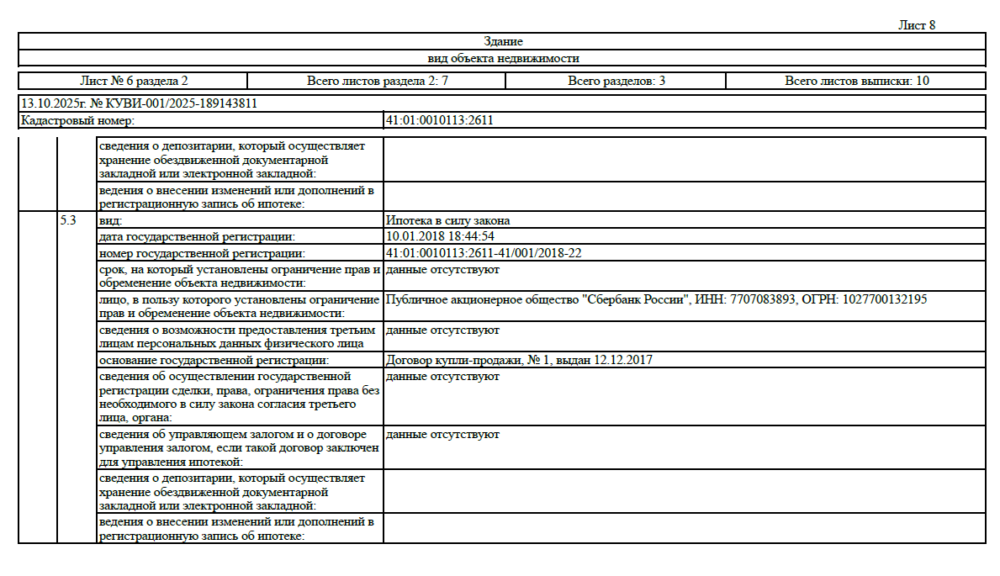 Лист 8
Здание
вид объекта недвижимости
Лист № 6 раздела 2 Всего листов раздела 2: 7 Всего разделов: 3 Всего листов выписки: 10
13.10.2025г. № КУВИ-001/2025-189143811
Кадастровый номер: 41:01:0010113:2611
сведения о депозитарии, который осуществляет
хранение обездвиженной документарной
закладной или электронной закладной:
ведения о внесении изменений или дополнений в
регистрационную запись об ипотеке:
5.3 вид: Ипотека в силу закона
дата государственной регистрации: 10.01.2018 18:44:54
номер государственной регистрации: 41:01:0010113:2611-41/001/2018-22
срок, на который установлены ограничение прав и данные отсутствуют
обременение объекта недвижимости:
лицо, в пользу которого установлены ограничение Публичное акционерное общество "Сбербанк России", ИНН: 7707083893, ОГРН: 1027700132195
прав и обременение объекта недвижимости:
сведения о возможности предоставления третьим данные отсутствуют
лицам персональных данных физического лица
основание государственной регистрации: Договор купли-продажи, № 1, выдан 12.12.2017
сведения об осуществлении государственной данные отсутствуют
регистрации сделки, права, ограничения права без
необходимого в силу закона согласия третьего
лица, органа:
сведения об управляющем залогом и о договоре данные отсутствуют
управления залогом, если такой договор заключен
для управления ипотекой:
сведения о депозитарии, который осуществляет
хранение обездвиженной документарной
закладной или электронной закладной:
ведения о внесении изменений или дополнений в
регистрационную запись об ипотеке: